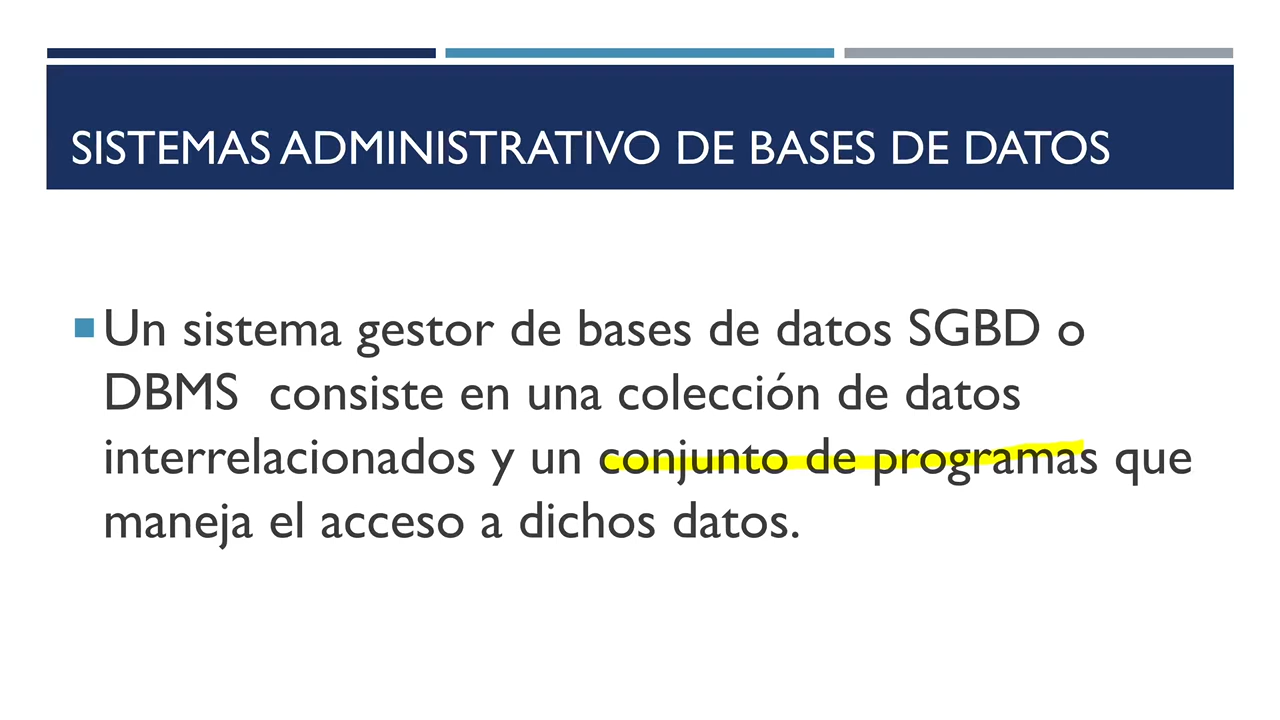 SISTEMAS ADMINISTRATIVO DE BASES DE DATOS
Un sistema gestor de bases de datos SGBD o
DBMS consiste en una colección de datos
interrelacionados y un conjunto de programas que
maneja el acceso a dichos datos.